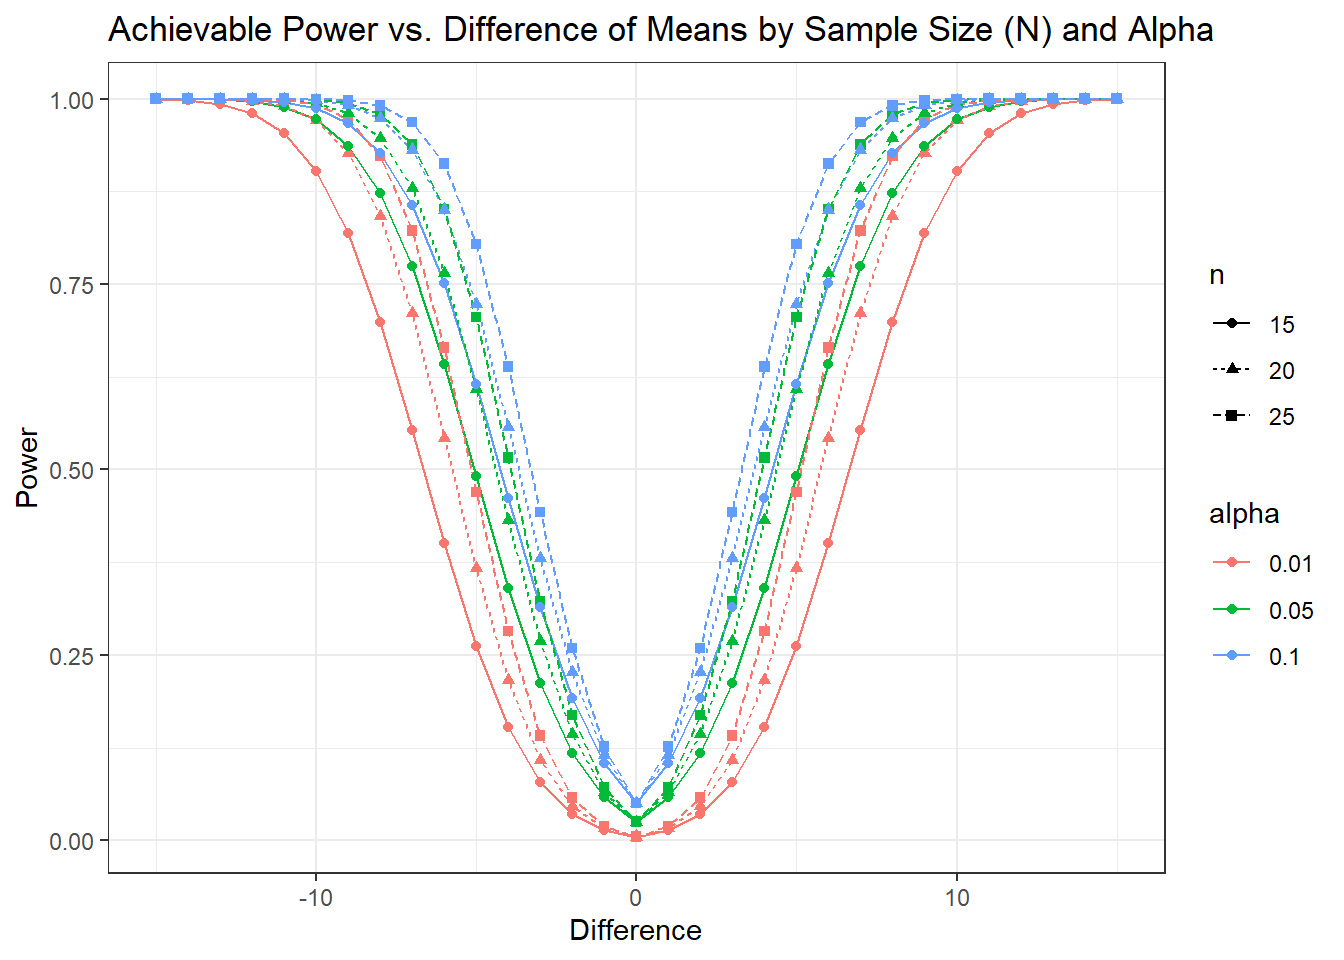 Achievable Power vs. Difference of Means by Sample Size (N) and Alpha
1.00
0.75
0.50
0.25
0.00
Power
-10
0
10
Difference
n
15
20
25
alpha
0.01
0.05
0.1